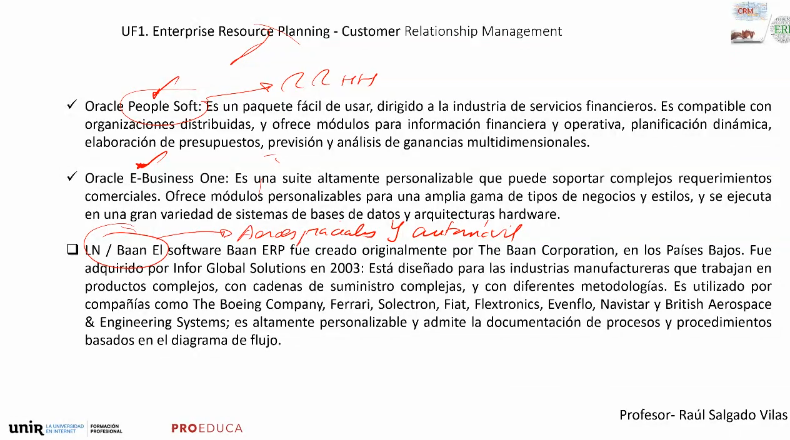 CRM
ERP
UF1. Enterprise Resource Planning - Customer Relationship Management
RRHH
✓ Oracle People Soft: Es un paquete fácil de usar, dirigido a la industria de servicios financieros. Es compatible con
organizaciones distribuidas, y ofrece módulos para información financiera y operativa, planificación dinámica,
elaboración de presupuestos, previsión y análisis de ganancias multidimensionales.
✓ Oracle E-Business One: Es una suite altamente personalizable que puede soportar complejos requerimientos
comerciales. Ofrece módulos personalizables para una amplia gama de tipos de negocios y estilos, y se ejecuta
en una gran variedad de sistemas de bases de datos y arquitecturas hardware.
Aeroespaciales y automóvil
LN / Baan El software Baan ERP fue creado originalmente por The Baan Corporation, en los Países Bajos. Fue
adquirido por Infor Global Solutions en 2003: Está diseñado para las industrias manufactureras que trabajan en
productos complejos, con cadenas de suministro complejas, y con diferentes metodologías. Es utilizado por
compañías como The Boeing Company, Ferrari, Solectron, Fiat, Flextronics, Evenflo, Navistar y British Aerospace
& Engineering Systems; es altamente personalizable y admite la documentación de procesos y procedimientos
basados en el diagrama de flujo.
Profesor- Raúl Salgado Vilas
unir LA UNIVERSIDAD EN INTERNET FORMACIÓN PROFESIONAL
PROEDUCA